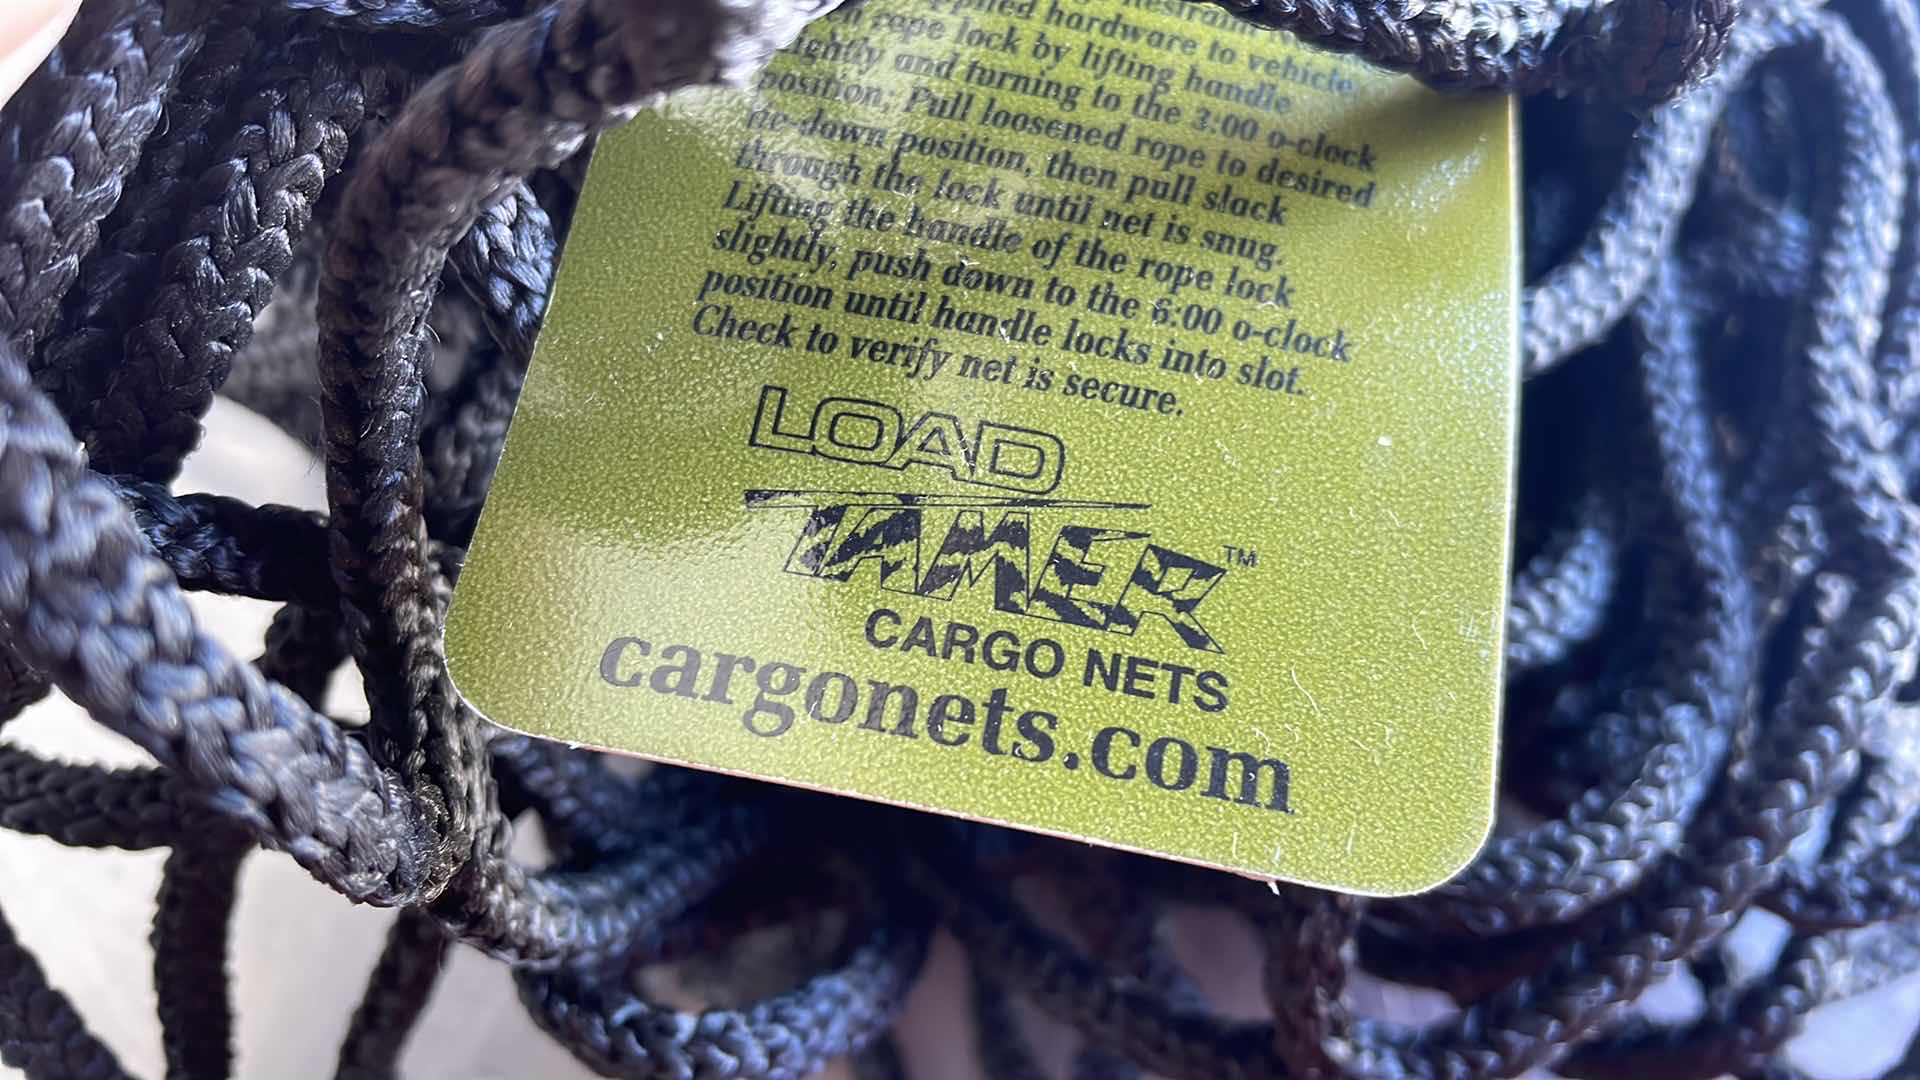 hardware to vehicle
rope lock by lifting handle
slightly and turning to the 3:00 o-clock
position; Pull loosened rope to desired
tie-down position, then pull slack
through the lock until net is snug.
Lifting the handle of the rope lock
slightly, push down to the 6:00 o-clock
position until handle locks into slot.
Check to verify net is secure.
LOAD
TAMER™
CARGO NETS
cargonets.com